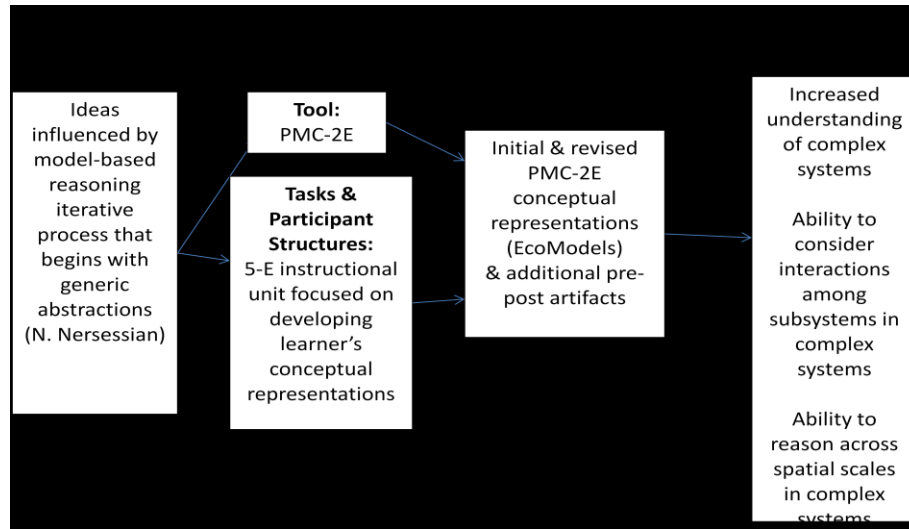 Ideas
influenced by
model-based
reasoning
iterative
process that
begins with
generic
abstractions
(N. Nersessian)
Tool:
PMC-2E
Tasks &
Participant
Structures:
5-E instructional
unit focused on
developing
learner's
conceptual
representations
Initial & revised
PMC-2E
conceptual
representations
(EcoModels)
& additional pre-
post artifacts
Increased
understanding
of complex
systems
Ability to
consider
interactions
among
subsystems in
complex
systems
Ability to
reason across
spatial scales
in complex
systems